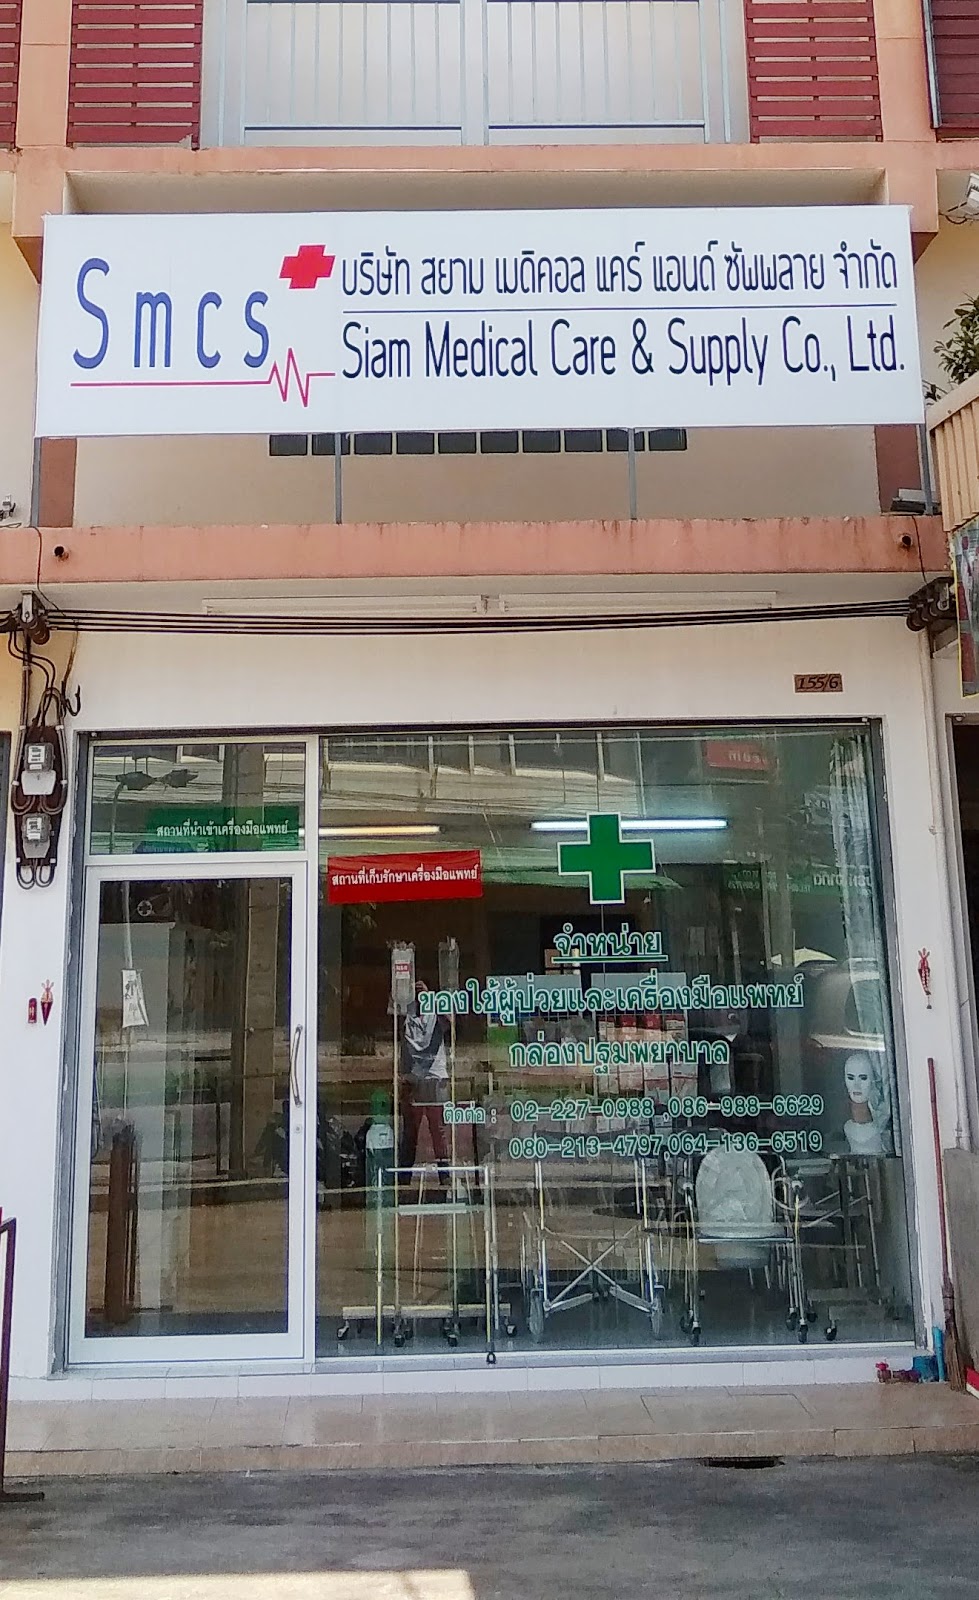 Smcs
บริษัท สยาม เมดิคอล แคร์ แอนด์ ซัพพลาย จำกัด
Siam Medical Care & Supply Co., Ltd.
155/6
สถานที่นำเข้าเครื่องมือแพทย์
สถานที่เก็บรักษาเครื่องมือแพทย์
จำหน่าย
ของใช้ผู้ป่วยและเครื่องมือแพทย์
กล่องปฐมพยาบาล
ติดต่อ : 02-227-0988 ,086-988-6629
080-213-4797,064-136-6519